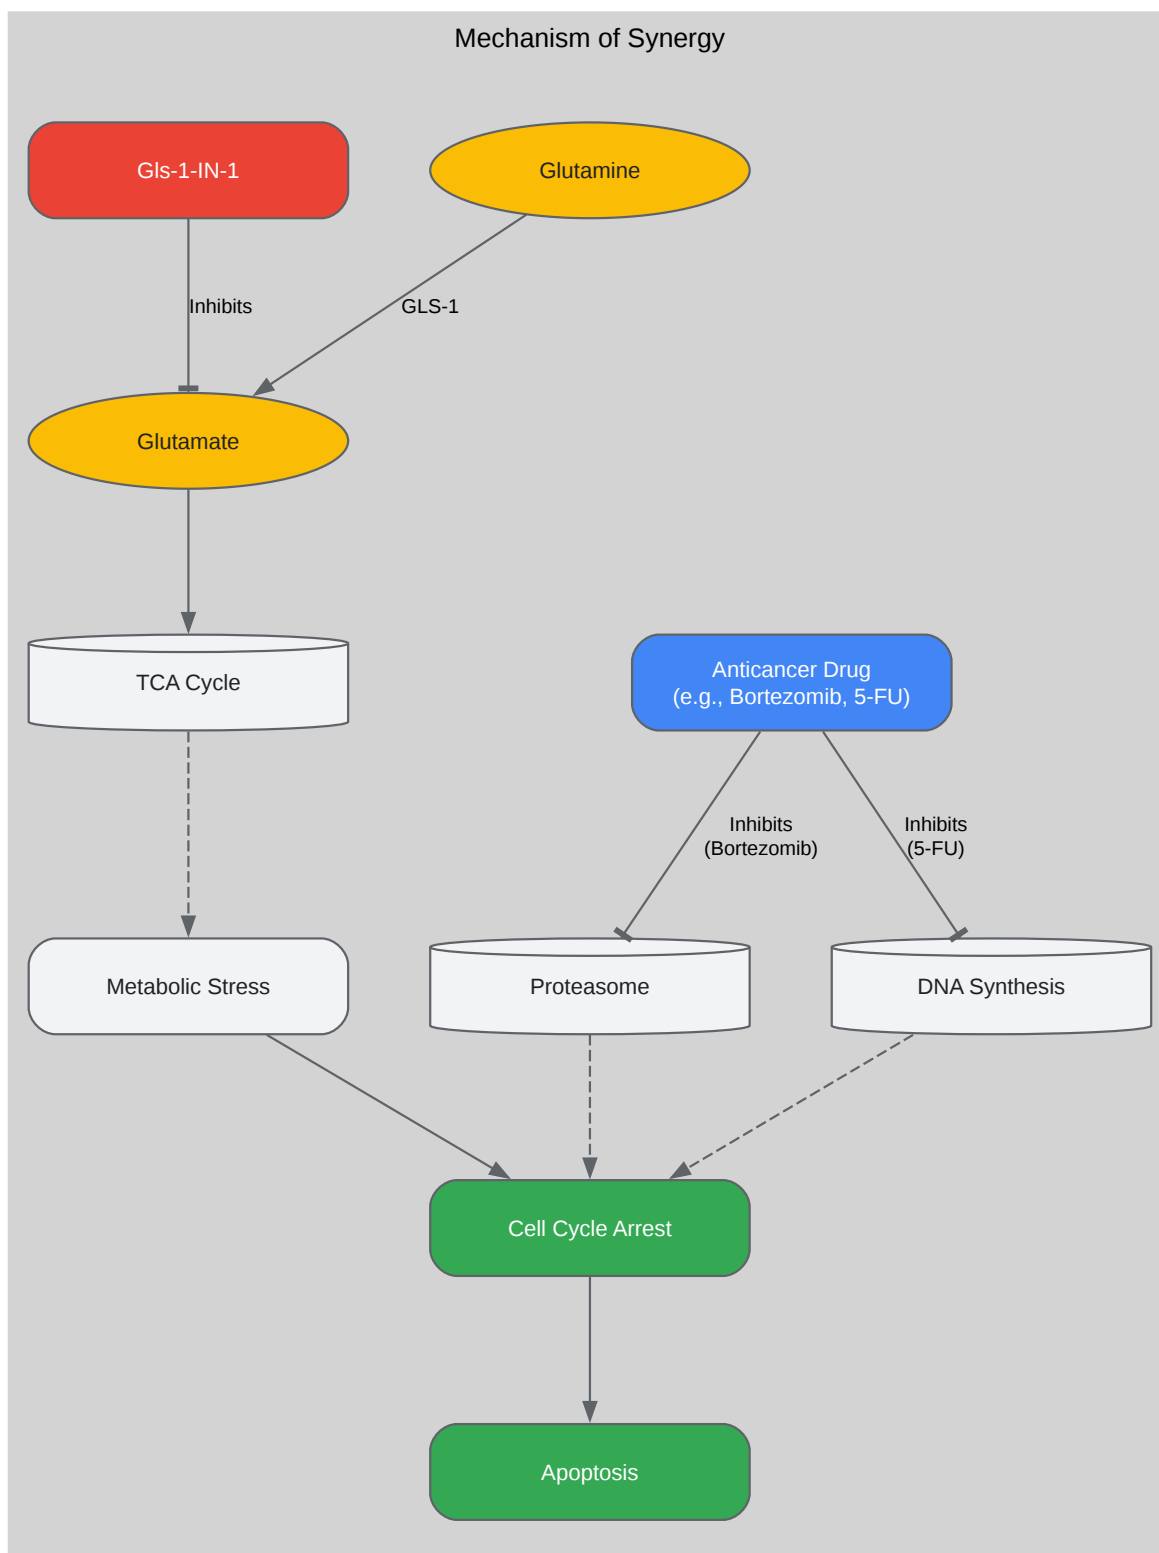 Mechanism of Synergy
Gls-1-IN-1
Glutamine
Inhibits
GLS-1
Glutamate
TCA Cycle
Anticancer Drug
(e.g., Bortezomib, 5-FU)
Inhibits
(Bortezomib)
Inhibits
(5-FU)
Metabolic Stress
Proteasome
DNA Synthesis
Cell Cycle Arrest
Apoptosis